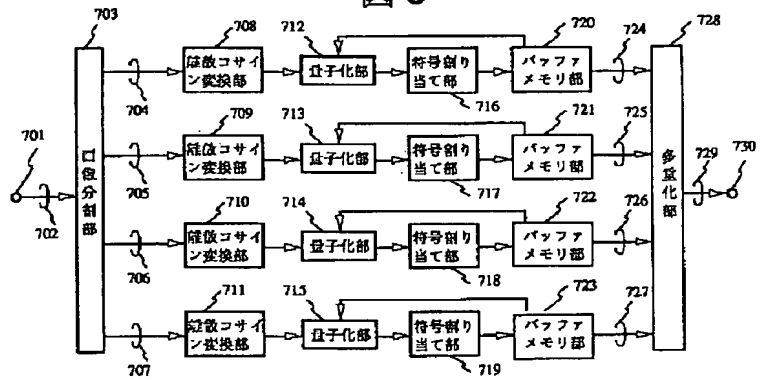 703
708
712
720
724
728
離散コサイ
ン変換部
量子化部
符号割り
当て部
バッファ
メモリ部
704
716
709
713
721
725
701
離散コサイ
ン変換部
量子化部
符号割り
当て部
バッファ
メモリ部
画像分割部
705
717
多重化部
729
730
710
714
722
726
702
離散コサイ
ン変換部
量子化部
符号割り
当て部
バッファ
メモリ部
706
718
711
715
723
727
離散コサイ
ン変換部
量子化部
符号割り
当て部
バッファ
メモリ部
707
719